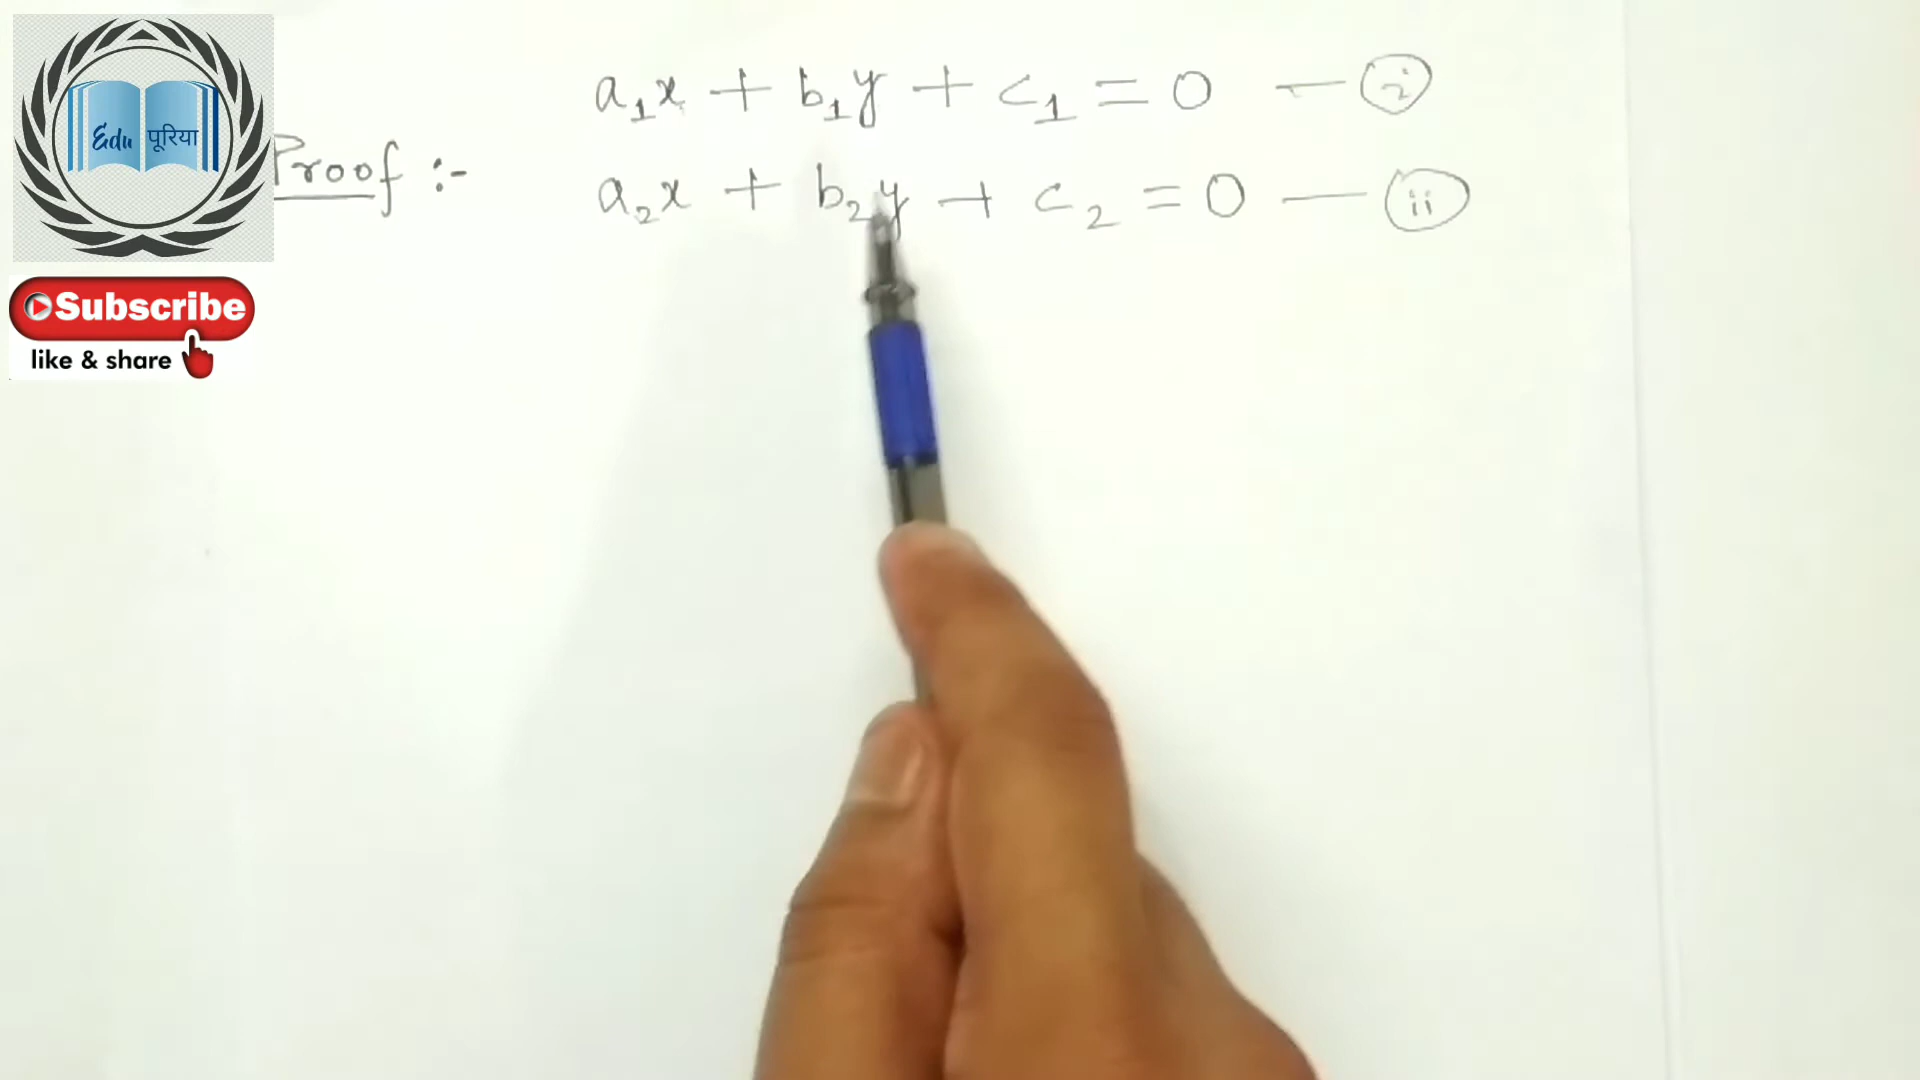 a₁x + b₁y + c₁ = 0 — (i)
Proof :-
a₂x + b₂y + c₂ = 0 — (ii)
Edu पूरिया
Subscribe
like & share